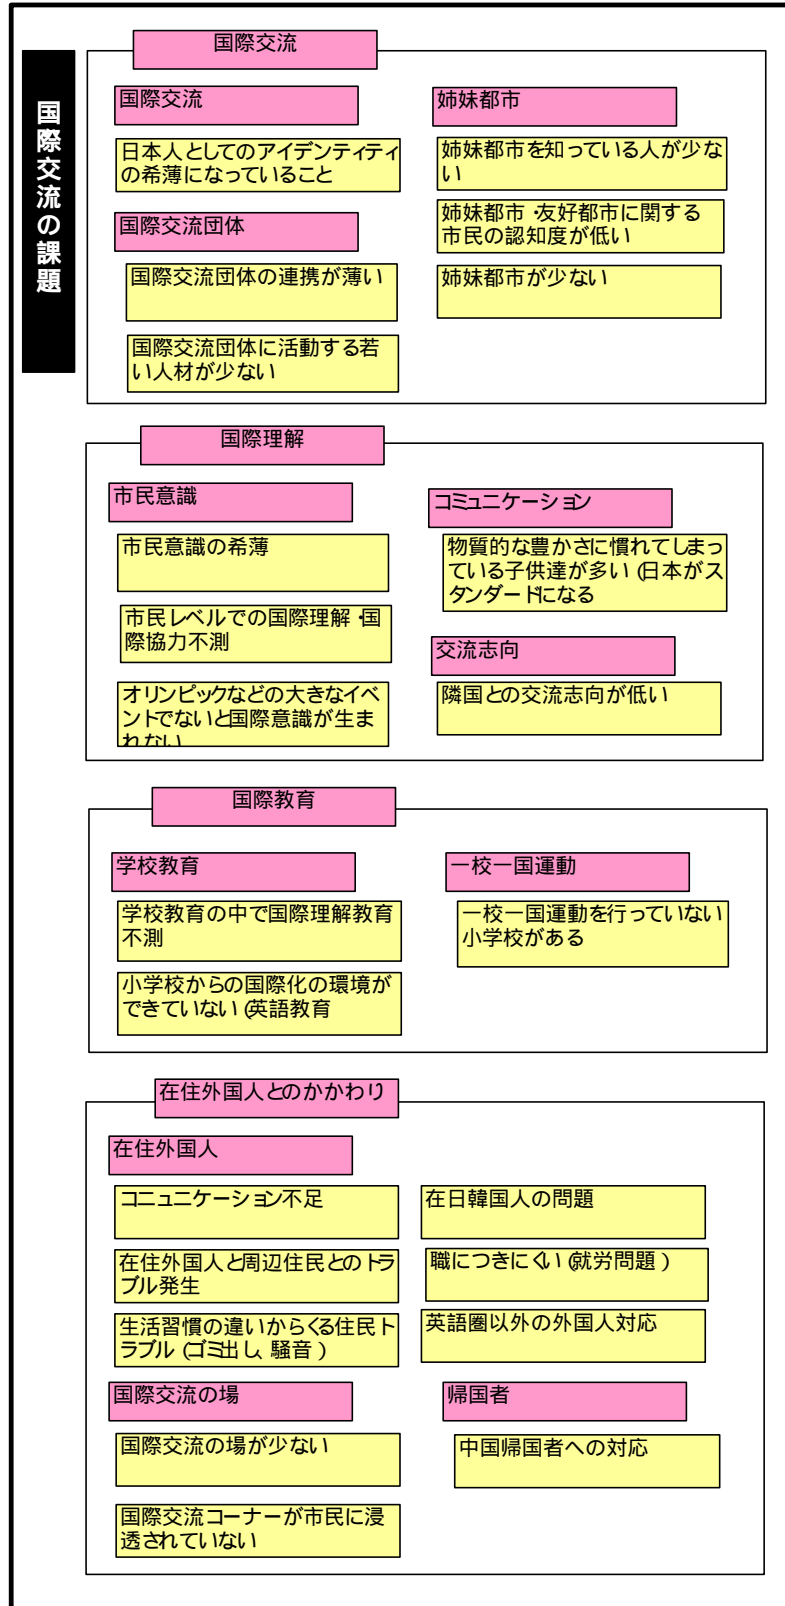 国際交流の課題
国際交流
国際交流
日本人としてのアイデンティティ
の希薄になっていること
国際交流団体
国際交流団体の連携が薄い
国際交流団体に活動する若
い人材が少ない
姉妹都市
姉妹都市を知っている人が少な
い
姉妹都市・友好都市に関する
市民の認知度が低い
姉妹都市が少ない
国際理解
市民意識
市民意識の希薄
市民レベルでの国際理解・国
際協力不測
オリンピックなどの大きなイベ
ントでないと国際意識が生ま
れない
コミュニケーション
物質的な豊かさに慣れてしまっ
ている子供達が多い(日本がス
タンダードになる
交流志向
隣国との交流志向が低い
国際教育
学校教育
学校教育の中で国際理解教育
不測
小学校からの国際化の環境が
できていない(英語教育
一校一国運動
一校一国運動を行っていない
小学校がある
在住外国人とのかかわり
在住外国人
コニュニケーション不足
在住外国人と周辺住民とのトラ
ブル発生
生活習慣の違いからくる住民ト
ラブル(ゴミ出し、騒音)
在日韓国人の問題
職につきにくい(就労問題)
英語圏以外の外国人対応
国際交流の場
国際交流の場が少ない
国際交流コーナーが市民に浸
透されていない
帰国者
中国帰国者への対応